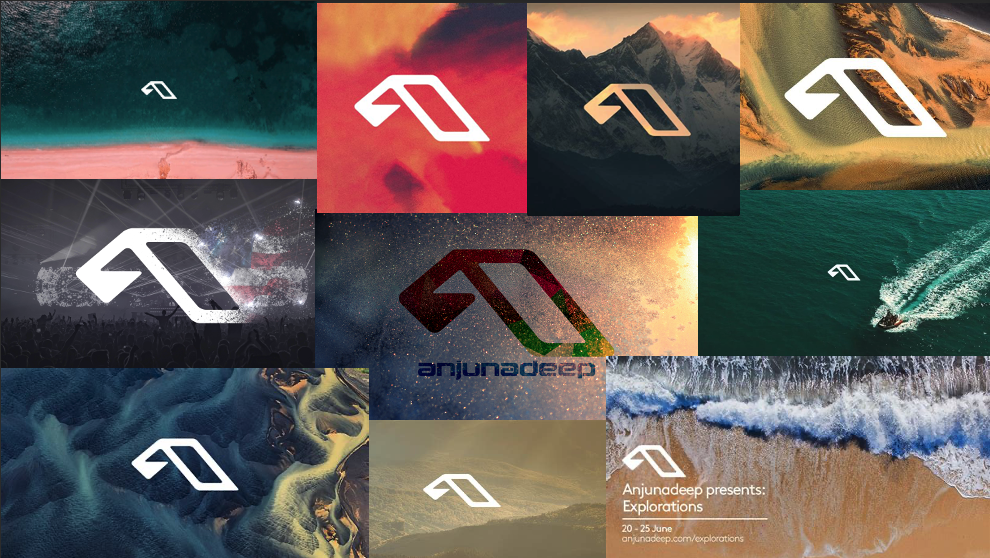 anjunadeep
Anjunadeep presents:
Explorations
20 - 25 June
anjunadeep.com/explorations